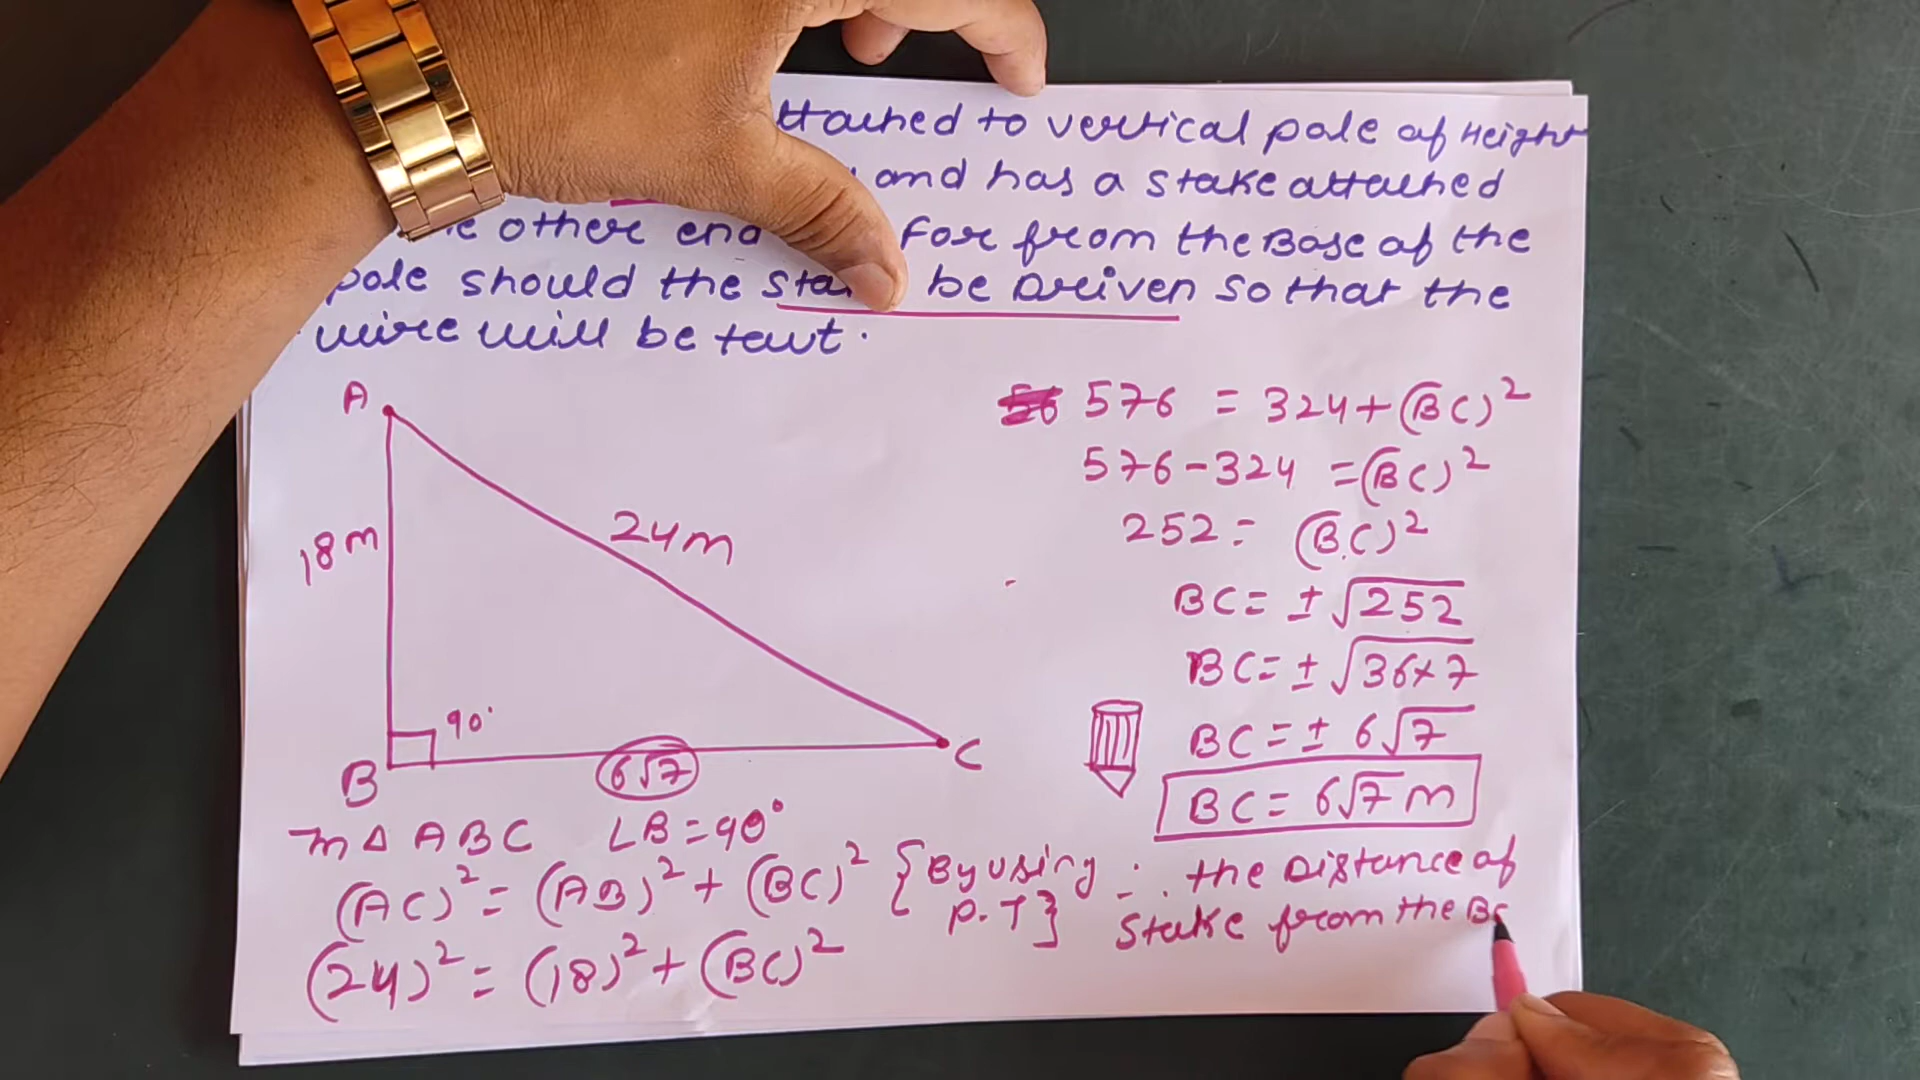 attached to vertical pole of Height
and has a stake attached
other end For from the Base of the
pole should the be Driven so that the
wire will be taut.
A
18m
24m
90°
B
6√7
C
576 = 324+(BC)²
576-324 =(BC)²
252= (BC)²
BC= ±√252
BC= ±√36×7
BC= ± 6√7
BC= 6√7 m
In Δ ABC ∠B=90°
(AC)²= (AB)²+(BC)² {By using
P.T}
(24)²= (18)²+(BC)²
∴ the Distance of
Stake from the